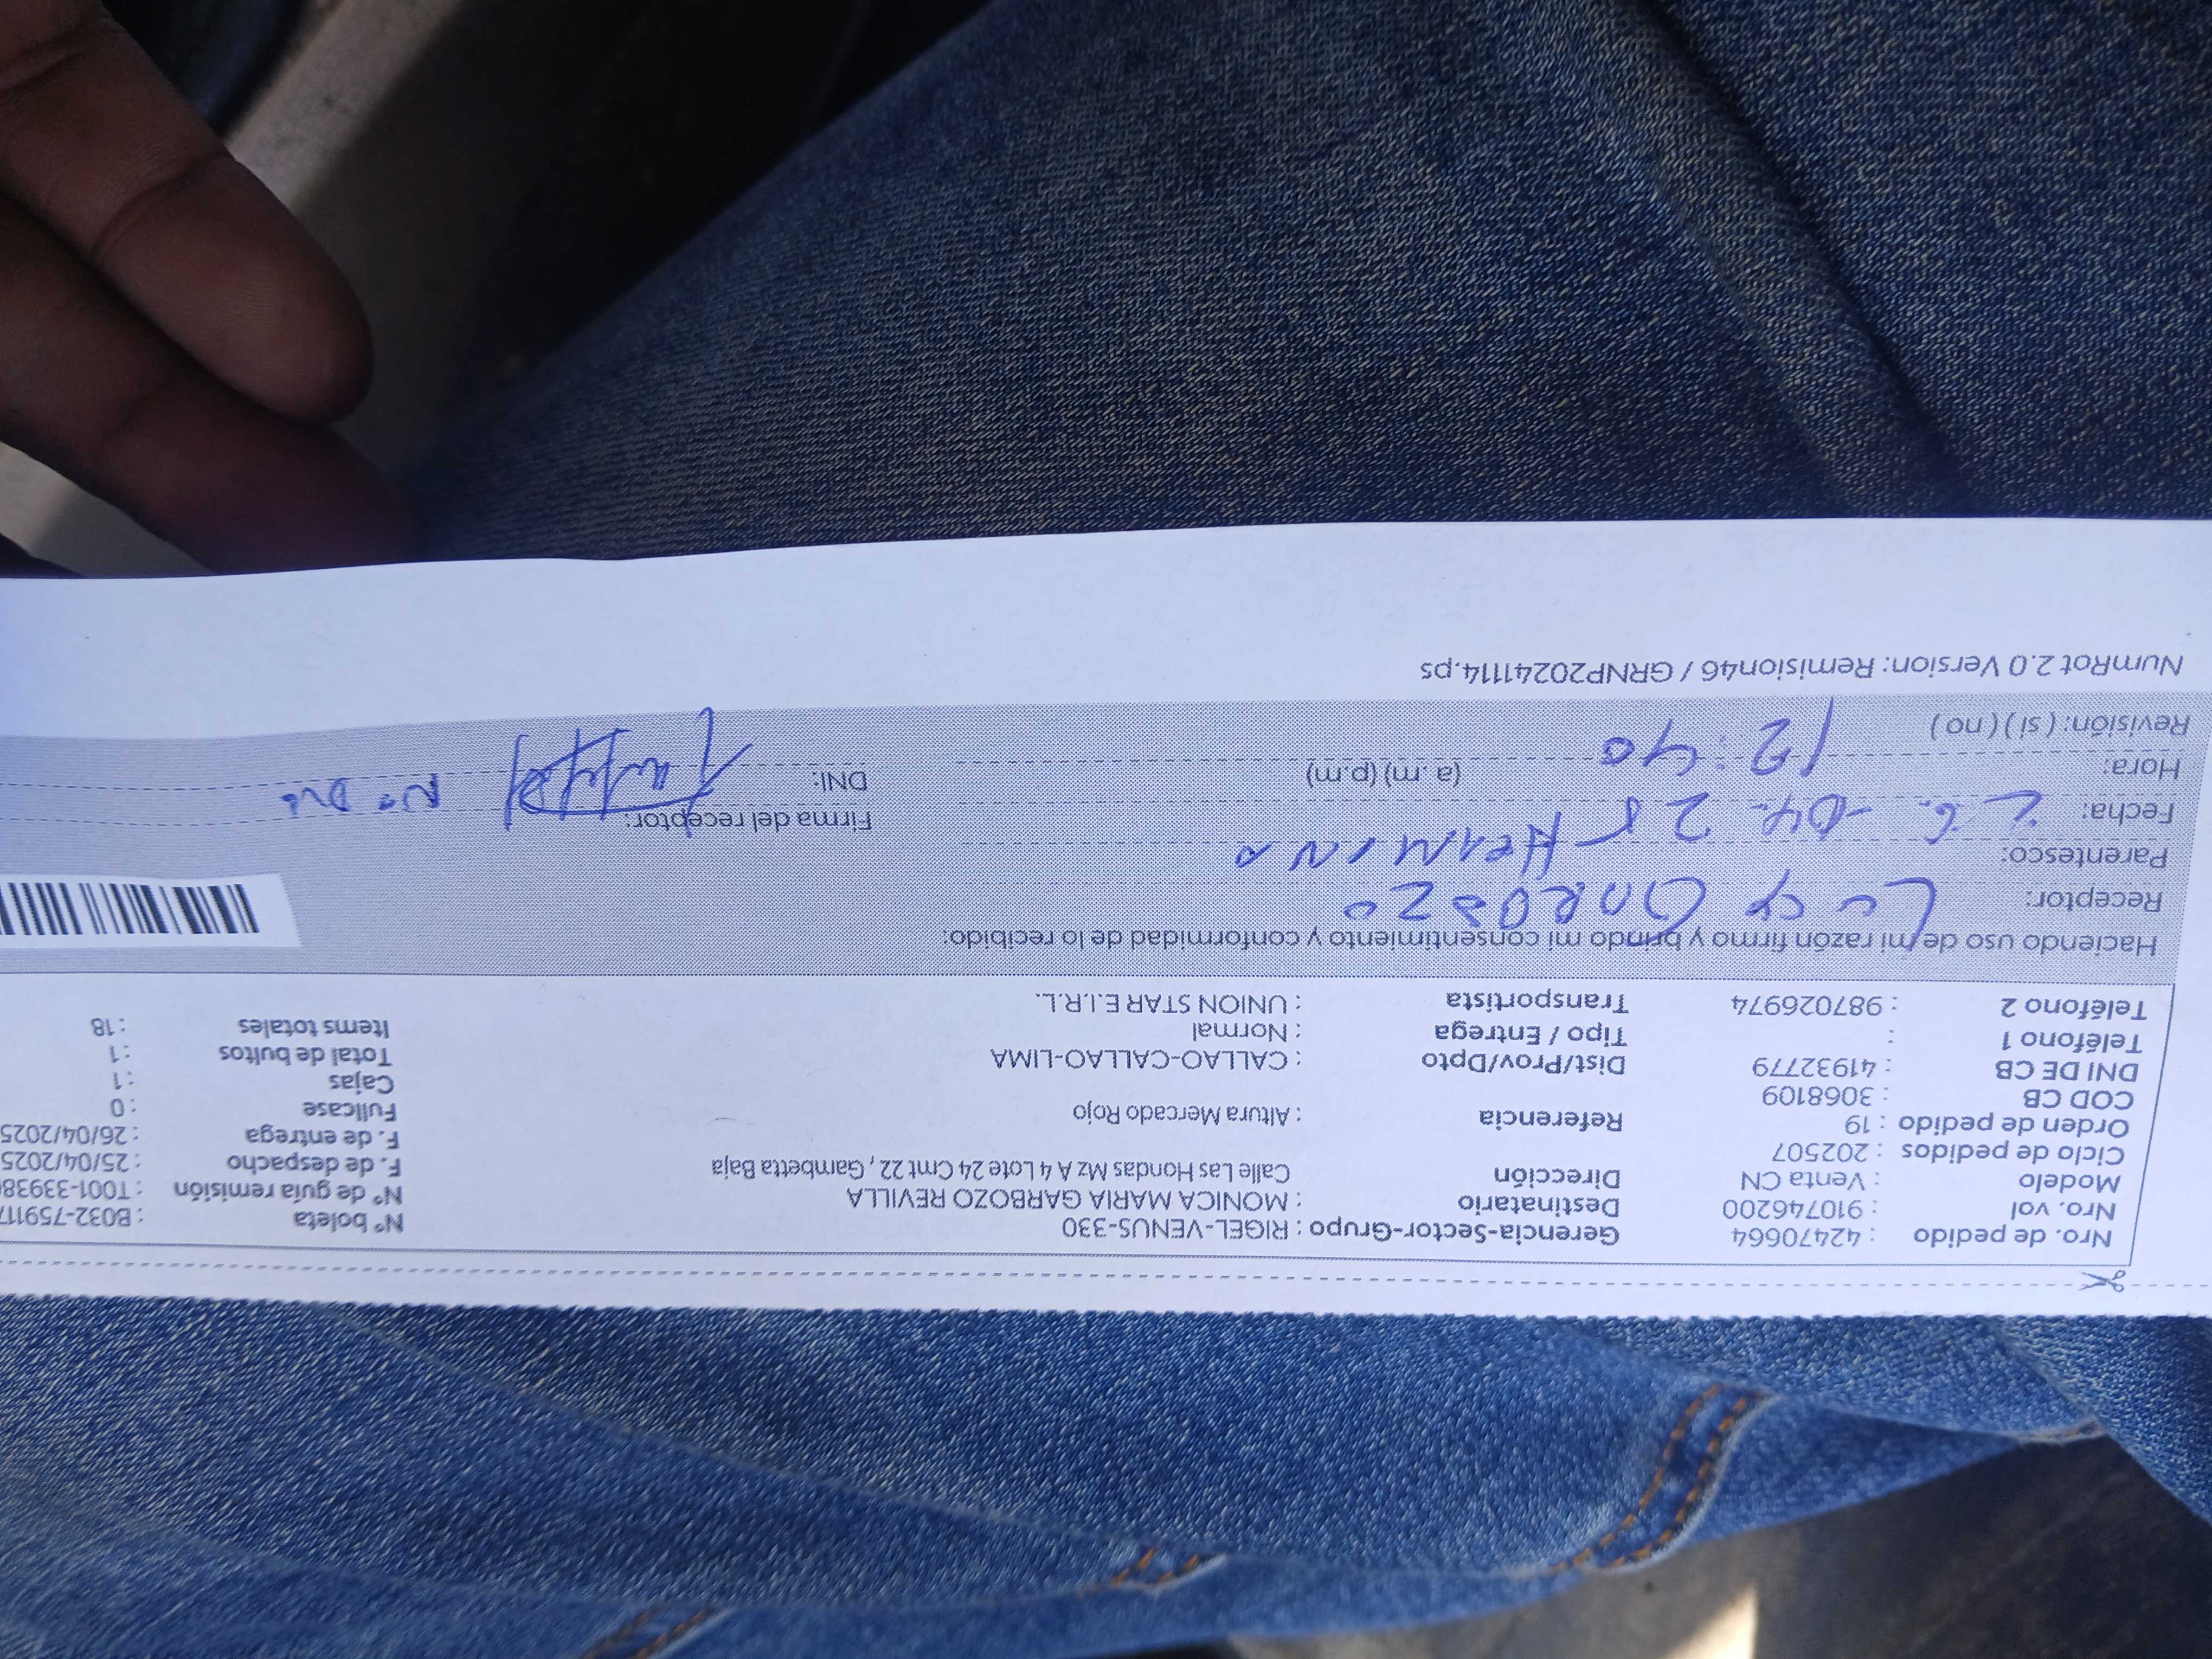 Nro. de pedido : 42470664 Gerencia-Sector-Grupo : RIGEL-VENUS-330 N° boleta : B032-759117
Nro. vol : 910746200 Destinatario : MONICA MARIA GARBOZO REVILLA N° de guía remisión : T001-33938
Modelo : Venta CN Dirección Calle Las Hondas Mz A 4 Lote 24 Cmt 22 , Gambetta Baja F. de despacho : 25/04/2025
Ciclo de pedidos : 202507 F. de entrega : 26/04/2025
Orden de pedido : 19 Referencia : Altura Mercado Rojo Fullcase : 0
COD CB : 3068109 Cajas : 1
DNI DE CB : 41932779 Dist/Prov/Dpto : CALLAO-CALLAO-LIMA Total de bultos : 1
Teléfono 1 : Tipo / Entrega : Normal Items totales : 18
Teléfono 2 : 987026974 Transportista : UNION STAR E.I.R.L.
Haciendo uso de mi razón firmo y brindo mi consentimiento y conformidad de lo recibido:
Receptor: Lucy GARBOZO
Parentesco: HERMANA
Fecha: 26-04-25 Firma del receptor:
Hora: 12:40 (a.m) (p.m) DNI: N° DNI
Revisión: ( si ) ( no )
NumRot 2.0 Version: Remision46 / GRNP20241114.ps